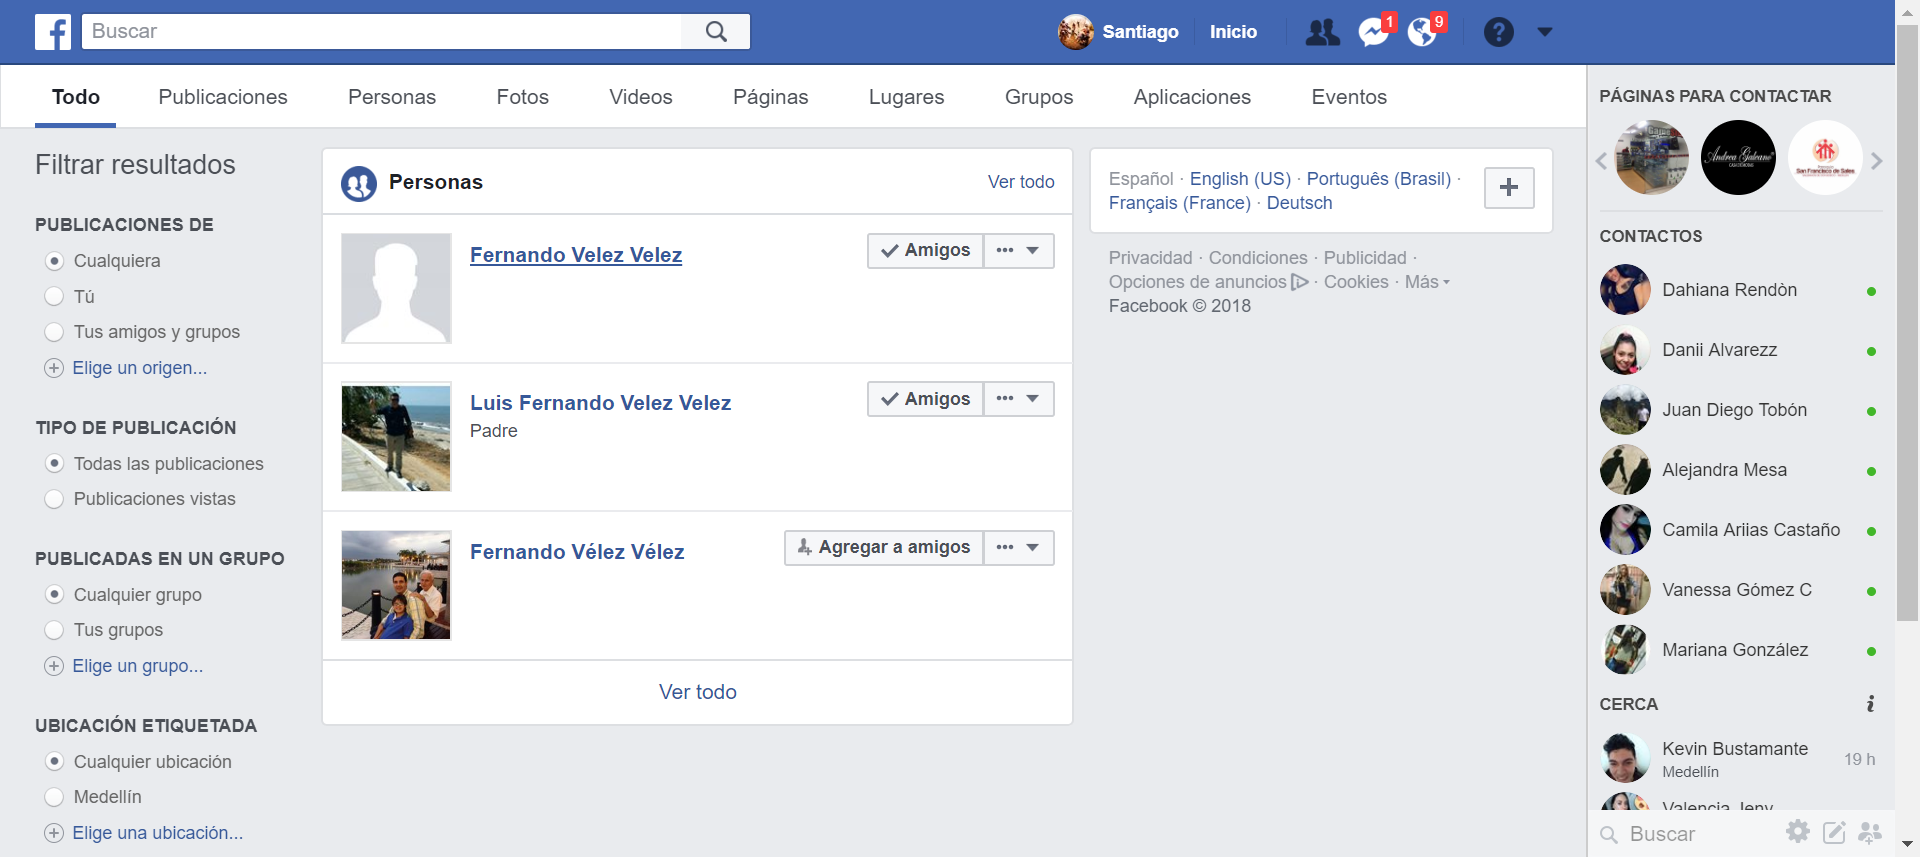 Buscar
Santiago
Inicio
1
9
Todo
Publicaciones
Personas
Fotos
Videos
Páginas
Lugares
Grupos
Aplicaciones
Eventos
Filtrar resultados
PUBLICACIONES DE
Cualquiera
Tú
Tus amigos y grupos
Elige un origen...
TIPO DE PUBLICACIÓN
Todas las publicaciones
Publicaciones vistas
PUBLICADAS EN UN GRUPO
Cualquier grupo
Tus grupos
Elige un grupo...
UBICACIÓN ETIQUETADA
Cualquier ubicación
Medellín
Elige una ubicación...
Personas
Ver todo
Fernando Velez Velez
Amigos
Luis Fernando Velez Velez
Padre
Amigos
Fernando Vélez Vélez
Agregar a amigos
Ver todo
Español · English (US) · Português (Brasil) ·
Français (France) · Deutsch
Privacidad · Condiciones · Publicidad ·
Opciones de anuncios · Cookies · Más
Facebook © 2018
PÁGINAS PARA CONTACTAR
Andrea Galeano
San Francisco de Sales
CONTACTOS
Dahiana Rendòn
Danii Alvarezz
Juan Diego Tobón
Alejandra Mesa
Camila Ariias Castaño
Vanessa Gómez C
Mariana González
CERCA
Kevin Bustamante
Medellín
19 h
Valencia Jeny
Buscar